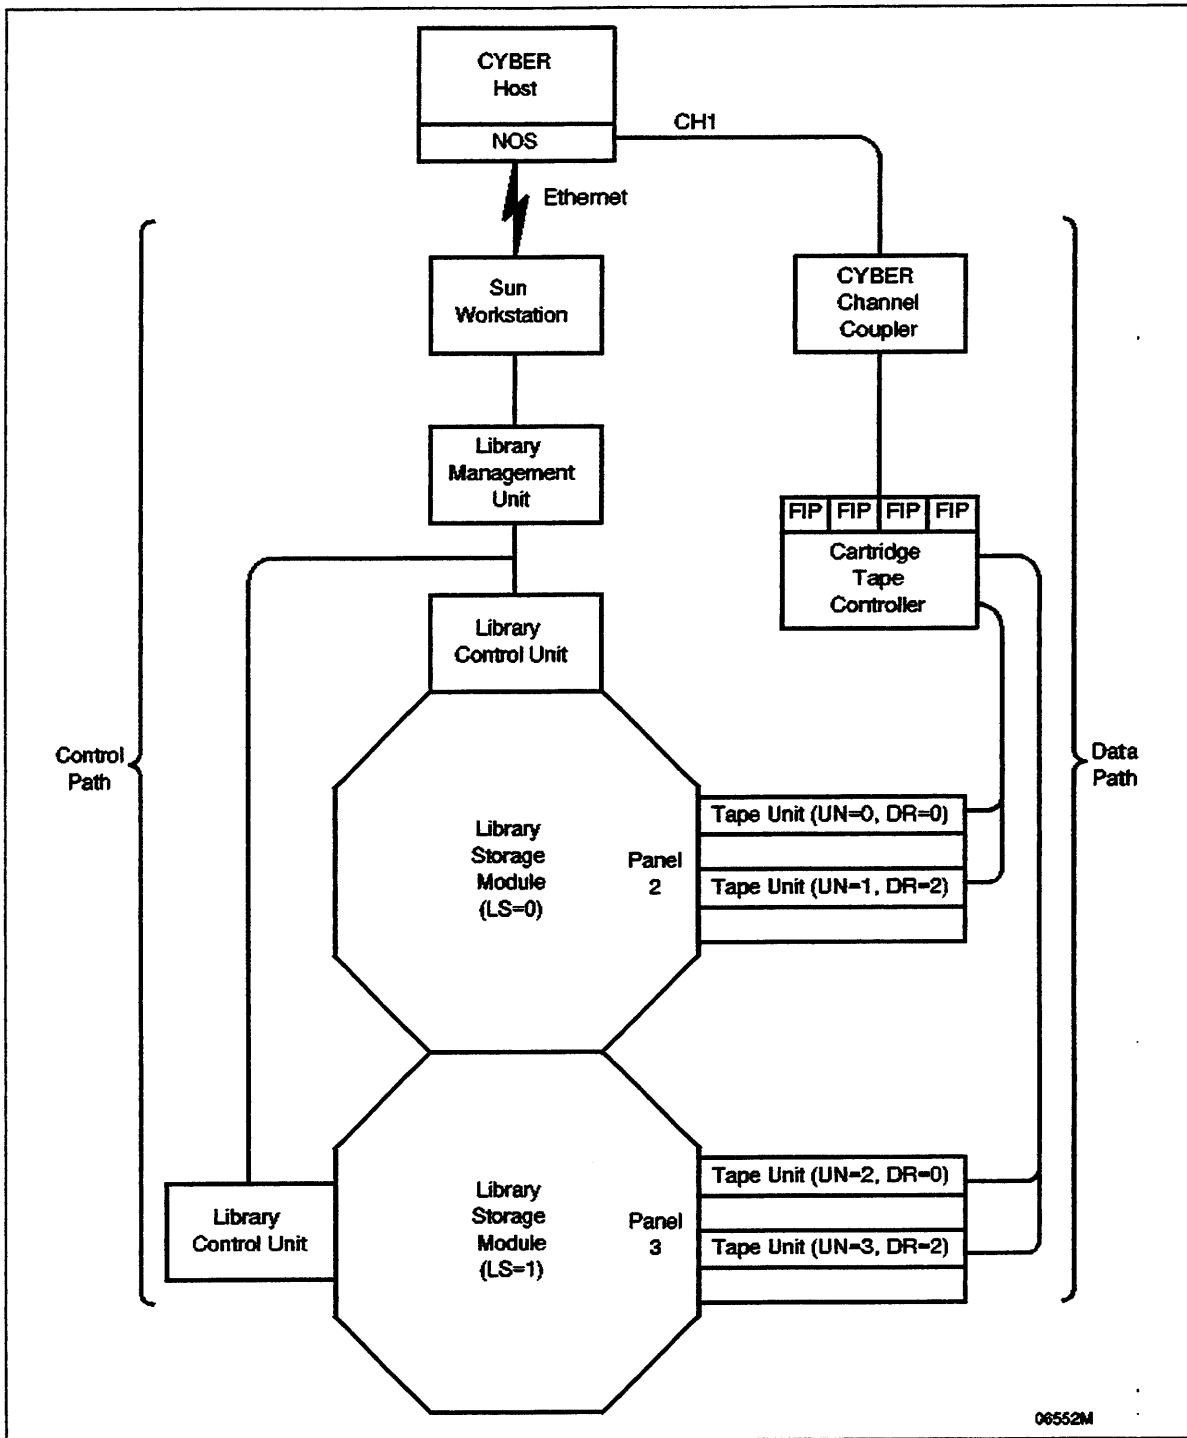 CYBER
Host
NOS
CH1
Ethernet
Sun
Workstation
CYBER
Channel
Coupler
Library
Management
Unit
FIP FIP FIP FIP
Cartridge
Tape
Controller
Library
Control Unit
Control
Path
Data
Path
Library
Storage
Module
(LS=0)
Panel
2
Tape Unit (UN=0, DR=0)
Tape Unit (UN=1, DR=2)
Library
Control Unit
Library
Storage
Module
(LS=1)
Panel
3
Tape Unit (UN=2, DR=0)
Tape Unit (UN=3, DR=2)
06552M